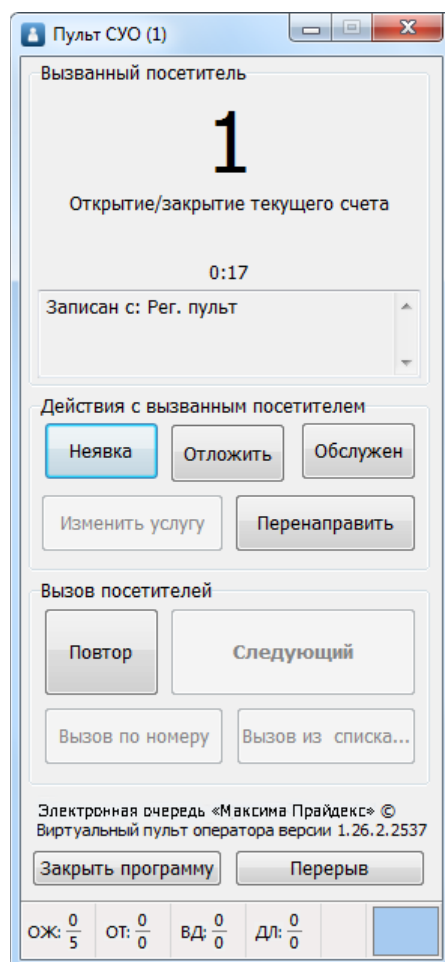 Пульт СУО (1)
Вызванный посетитель
1
Открытие/закрытие текущего счета
0:17
Записан с: Рег. пульт
Действия с вызванным посетителем
Неявка Отложить Обслужен
Изменить услугу Перенаправить
Вызов посетителей
Повтор Следующий
Вызов по номеру Вызов из списка...
Электронная очередь «Максима Прайдекс» ©
Виртуальный пульт оператора версии 1.26.2.2537
Закрыть программу Перерыв
ОЖ: 0/5 ОТ: 0/0 ВД: 0/0 ДЛ: 0/0